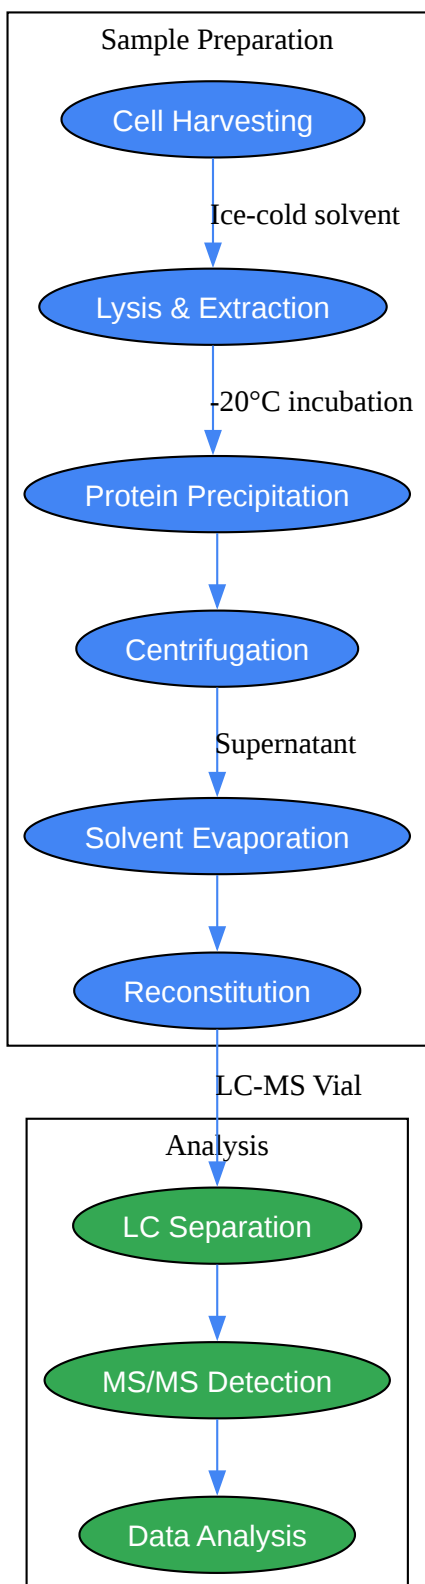 Sample Preparation
Cell Harvesting
Ice-cold solvent
Lysis & Extraction
-20°C incubation
Protein Precipitation
Centrifugation
Supernatant
Solvent Evaporation
Reconstitution
LC-MS Vial
Analysis
LC Separation
MS/MS Detection
Data Analysis